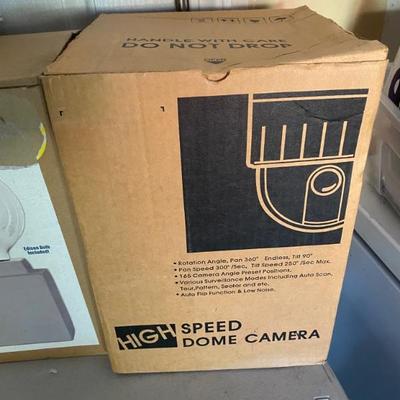 HANDLE WITH CARE
DO NOT DROP
• Rotation Angle, Pan 360° Endless, Tilt 90°
• Pan Speed 300°/Sec, Tilt Speed 250°/Sec Max.
• 165 Camera Angle Preset Positions.
• Various Surveillance Modes Including Auto Scan,
Tour, Pattern, Sector and etc.
• Auto Flip Function & Low Noise.
HIGH SPEED
DOME CAMERA
Edison Bulb
Included!